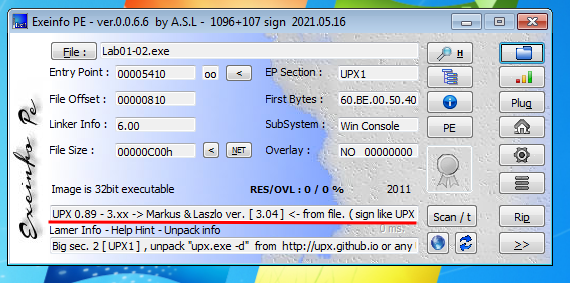 Exeinfo PE - ver.0.0.6.6 by A.S.L - 1096+107 sign 2021.05.16
File : Lab01-02.exe H
Entry Point : 00005410 oo < EP Section : UPX1
File Offset : 00000810 First Bytes : 60.BE.00.50.40 Plug
Linker Info : 6.00 SubSystem : Win Console PE
File Size : 00000C00h < NET Overlay : NO 00000000
Image is 32bit executable RES/OVL : 0 / 0 % 2011
UPX 0.89 - 3.xx -> Markus & Laszlo ver. [ 3.04 ] <- from file. ( sign like UPX Scan / t Rip
Lamer Info - Help Hint - Unpack info 0 ms.
Big sec. 2 [ UPX1 ] , unpack "upx.exe -d" from http://upx.github.io or any >>
Exeinfo Pe